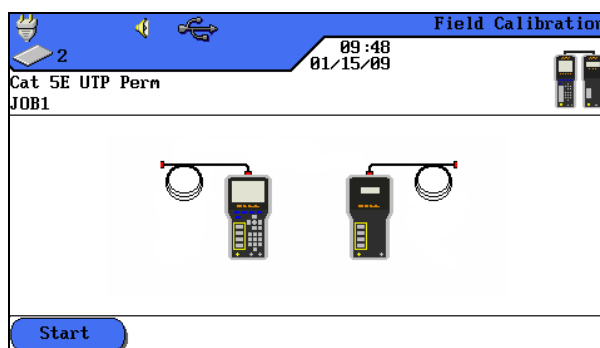 Field Calibration
2
09:48
01/15/09
Cat 5E UTP Perm
JOB1
Start